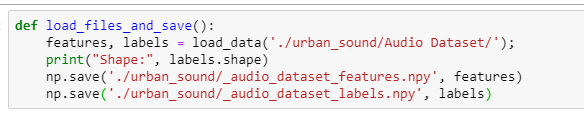 def load_files_and_save():
    features, labels = load_data('./urban_sound/Audio Dataset/');
    print("Shape:", labels.shape)
    np.save('./urban_sound/_audio_dataset_features.npy', features)
    np.save('./urban_sound/_audio_dataset_labels.npy', labels)